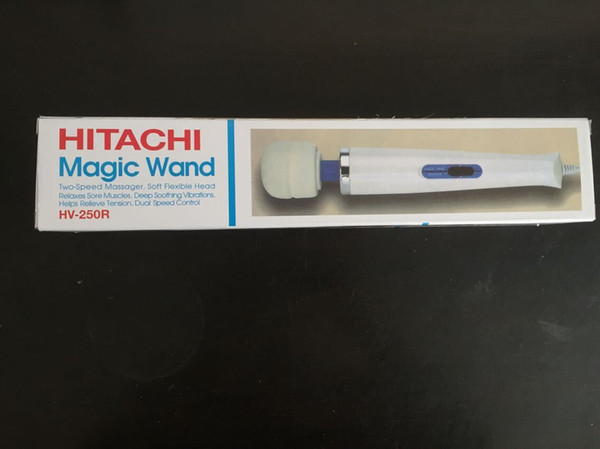 HITACHI
Magic Wand
Two-Speed Massager, Soft Flexible Head
Relaxes Sore Muscles, Deep Soothing Vibrations,
Helps Relieve Tension, Dual Speed Control
HV-250R